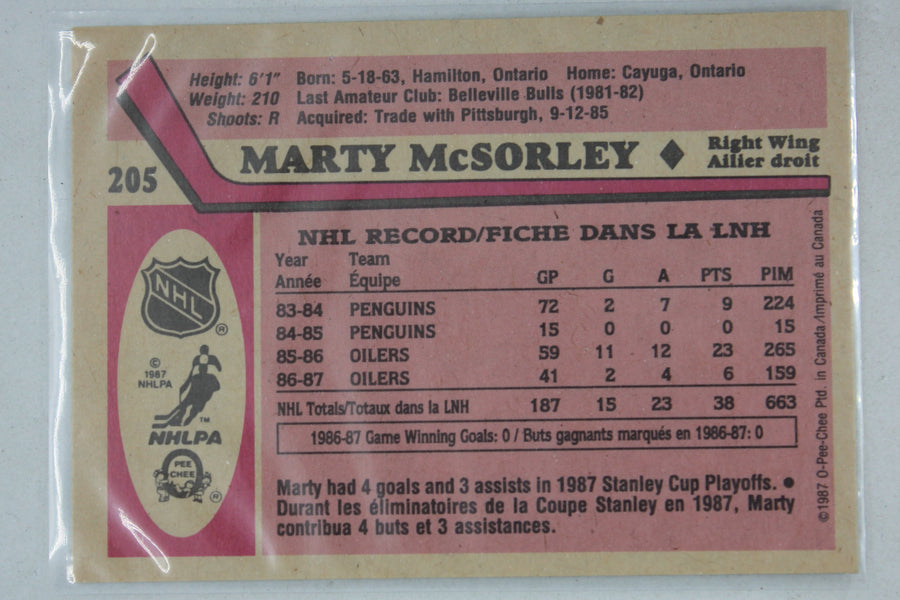 Height: 6'1" Born: 5-18-63, Hamilton, Ontario Home: Cayuga, Ontario
Weight: 210 Last Amateur Club: Belleville Bulls (1981-82)
Shoots: R Acquired: Trade with Pittsburgh, 9-12-85
205
MARTY McSORLEY ♦ Right Wing
Ailier droit
NHL RECORD/FICHE DANS LA LNH
Year Team
Année Équipe GP G A PTS PIM
83-84 PENGUINS 72 2 7 9 224
84-85 PENGUINS 15 0 0 0 15
85-86 OILERS 59 11 12 23 265
86-87 OILERS 41 2 4 6 159
NHL Totals/Totaux dans la LNH 187 15 23 38 663
1986-87 Game Winning Goals: 0 / Buts gagnants marqués en 1986-87: 0
Marty had 4 goals and 3 assists in 1987 Stanley Cup Playoffs. ●
Durant les éliminatoires de la Coupe Stanley en 1987, Marty
contribua 4 buts et 3 assistances.
NHL
®
©
1987
NHLPA
TM
NHLPA
PEE
CHEE
®
©1987 O-Pee-Chee Ptd. in Canada/Imprimé au Canada